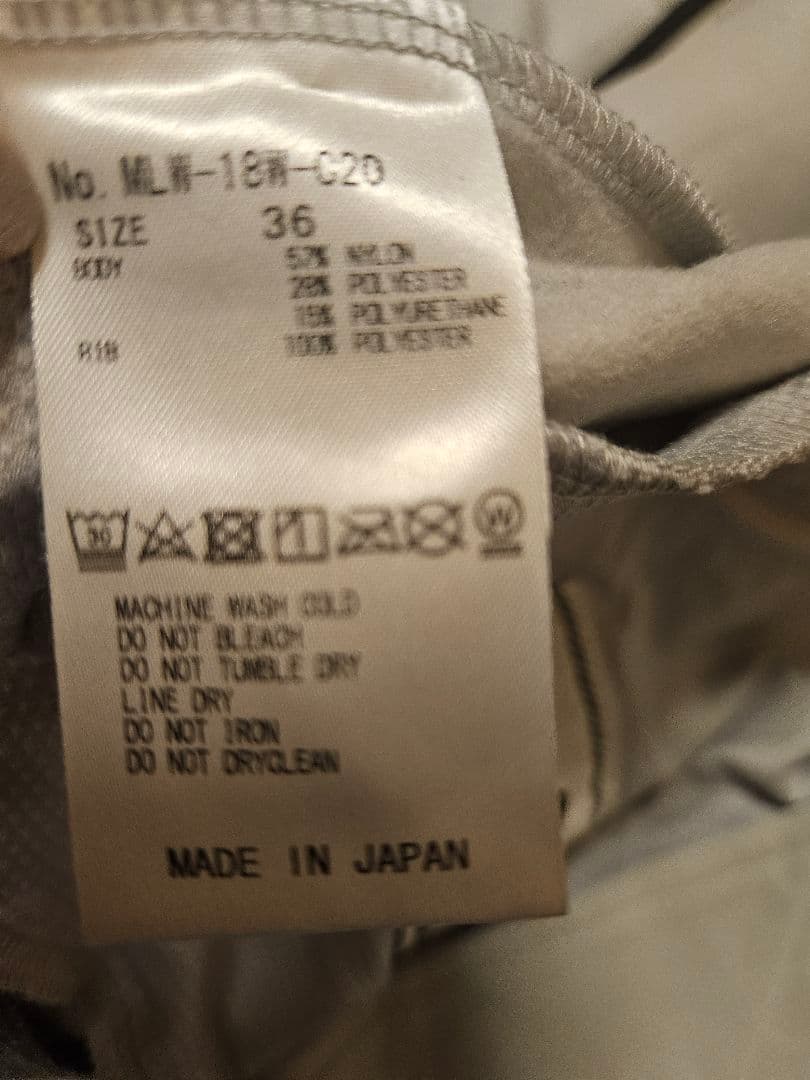 No. MLW-18W-C20
SIZE 36
BODY 57% NYLON
28% POLYESTER
15% POLYURETHANE
RIB 100% POLYESTER
30
W
MACHINE WASH COLD
DO NOT BLEACH
DO NOT TUMBLE DRY
LINE DRY
DO NOT IRON
DO NOT DRYCLEAN
MADE IN JAPAN